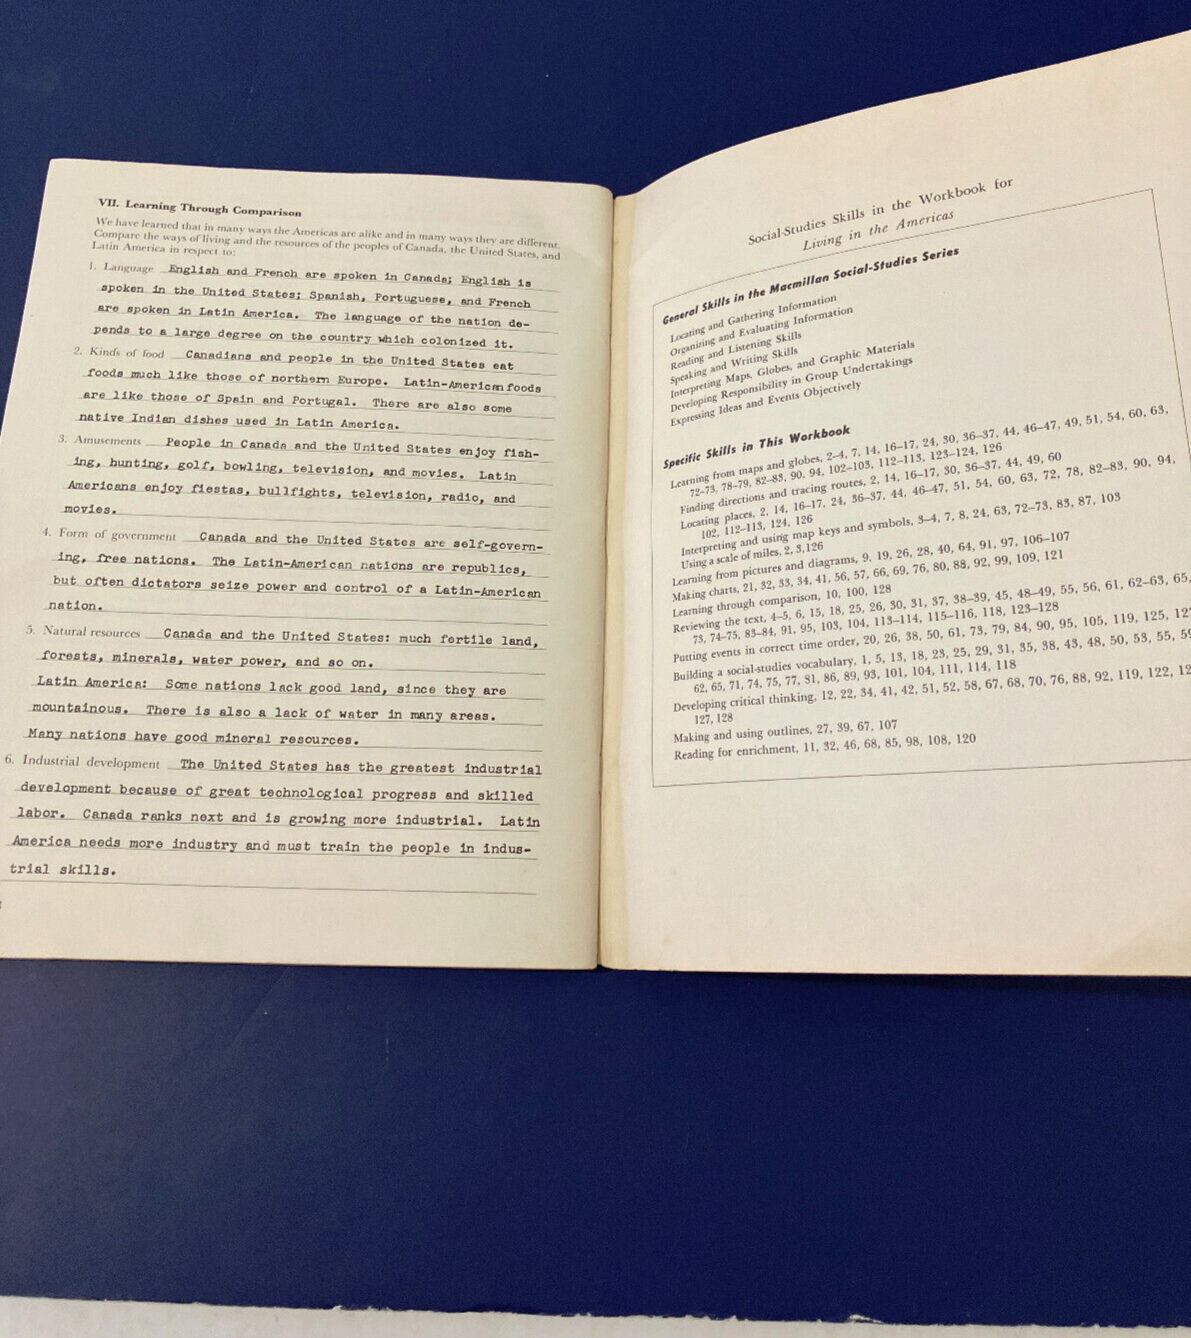 VII. Learning Through Comparison
We have learned that in many ways the Americas are alike and in many ways they are different.
Compare the ways of living and the resources of the peoples of Canada, the United States, and
Latin America in respect to:
1. Language English and French are spoken in Canada; English is
spoken in the United States; Spanish, Portuguese, and French
are spoken in Latin America. The language of the nation de-
pends to a large degree on the country which colonized it.
2. Kinds of food Canadians and people in the United States eat
foods much like those of northern Europe. Latin-American foods
are like those of Spain and Portugal. There are also some
native Indian dishes used in Latin America.
3. Amusements People in Canada and the United States enjoy fish-
ing, hunting, golf, bowling, television, and movies. Latin
Americans enjoy fiestas, bullfights, television, radio, and
movies.
4. Form of government Canada and the United States are self-govern-
ing, free nations. The Latin-American nations are republics,
but often dictators seize power and control of a Latin-American
nation.
5. Natural resources Canada and the United States: much fertile land,
forests, minerals, water power, and so on.
Latin America: Some nations lack good land, since they are
mountainous. There is also a lack of water in many areas.
Many nations have good mineral resources.
6. Industrial development The United States has the greatest industrial
development because of great technological progress and skilled
labor. Canada ranks next and is growing more industrial. Latin
America needs more industry and must train the people in indus-
trial skills.
Social-Studies Skills in the Workbook for
Living in the Americas
General Skills in the Macmillan Social-Studies Series
Locating and Gathering Information
Organizing and Evaluating Information
Reading and Listening Skills
Speaking and Writing Skills
Interpreting Maps, Globes, and Graphic Materials
Developing Responsibility in Group Undertakings
Expressing Ideas and Events Objectively
Specific Skills in This Workbook
Learning from maps and globes, 2–4, 7, 14, 16–17, 24, 30, 36–37, 44, 46–47, 49, 51, 54, 60, 63,
72–73, 78–79, 82–83, 90, 94, 102–103, 112–113, 123–124, 126
Finding directions and tracing routes, 2, 14, 16–17, 30, 36–37, 44, 49, 60
Locating places, 2, 14, 16–17, 24, 36–37, 44, 46–47, 51, 54, 60, 63, 72, 78, 82–83, 90, 94,
102, 112–113, 124, 126
Interpreting and using map keys and symbols, 3–4, 7, 8, 24, 63, 72–73, 83, 87, 103
Using a scale of miles, 2, 3,126
Learning from pictures and diagrams, 9, 19, 26, 28, 40, 64, 91, 97, 106–107
Making charts, 21, 32, 33, 34, 41, 56, 57, 66, 69, 76, 80, 88, 92, 99, 109, 121
Learning through comparison, 10, 100, 128
Reviewing the text, 4–5, 6, 15, 18, 25, 26, 30, 31, 37, 38–39, 45, 48–49, 55, 56, 61, 62–63, 65,
73, 74–75, 83–84, 91, 95, 103, 104, 113–114, 115–116, 118, 123–128
Putting events in correct time order, 20, 26, 38, 50, 61, 73, 79, 84, 90, 95, 105, 119, 125,
Building a social-studies vocabulary, 1, 5, 13, 18, 23, 25, 29, 31, 35, 38, 43, 48, 50, 53, 55,
62, 65, 71, 74, 75, 77, 81, 86, 89, 93, 101, 104, 111, 114, 118
Developing critical thinking, 12, 22, 34, 41, 42, 51, 52, 58, 67, 68, 70, 76, 88, 92, 119, 122,
127, 128
Making and using outlines, 27, 39, 67, 107
Reading for enrichment, 11, 32, 46, 68, 85, 98, 108, 120